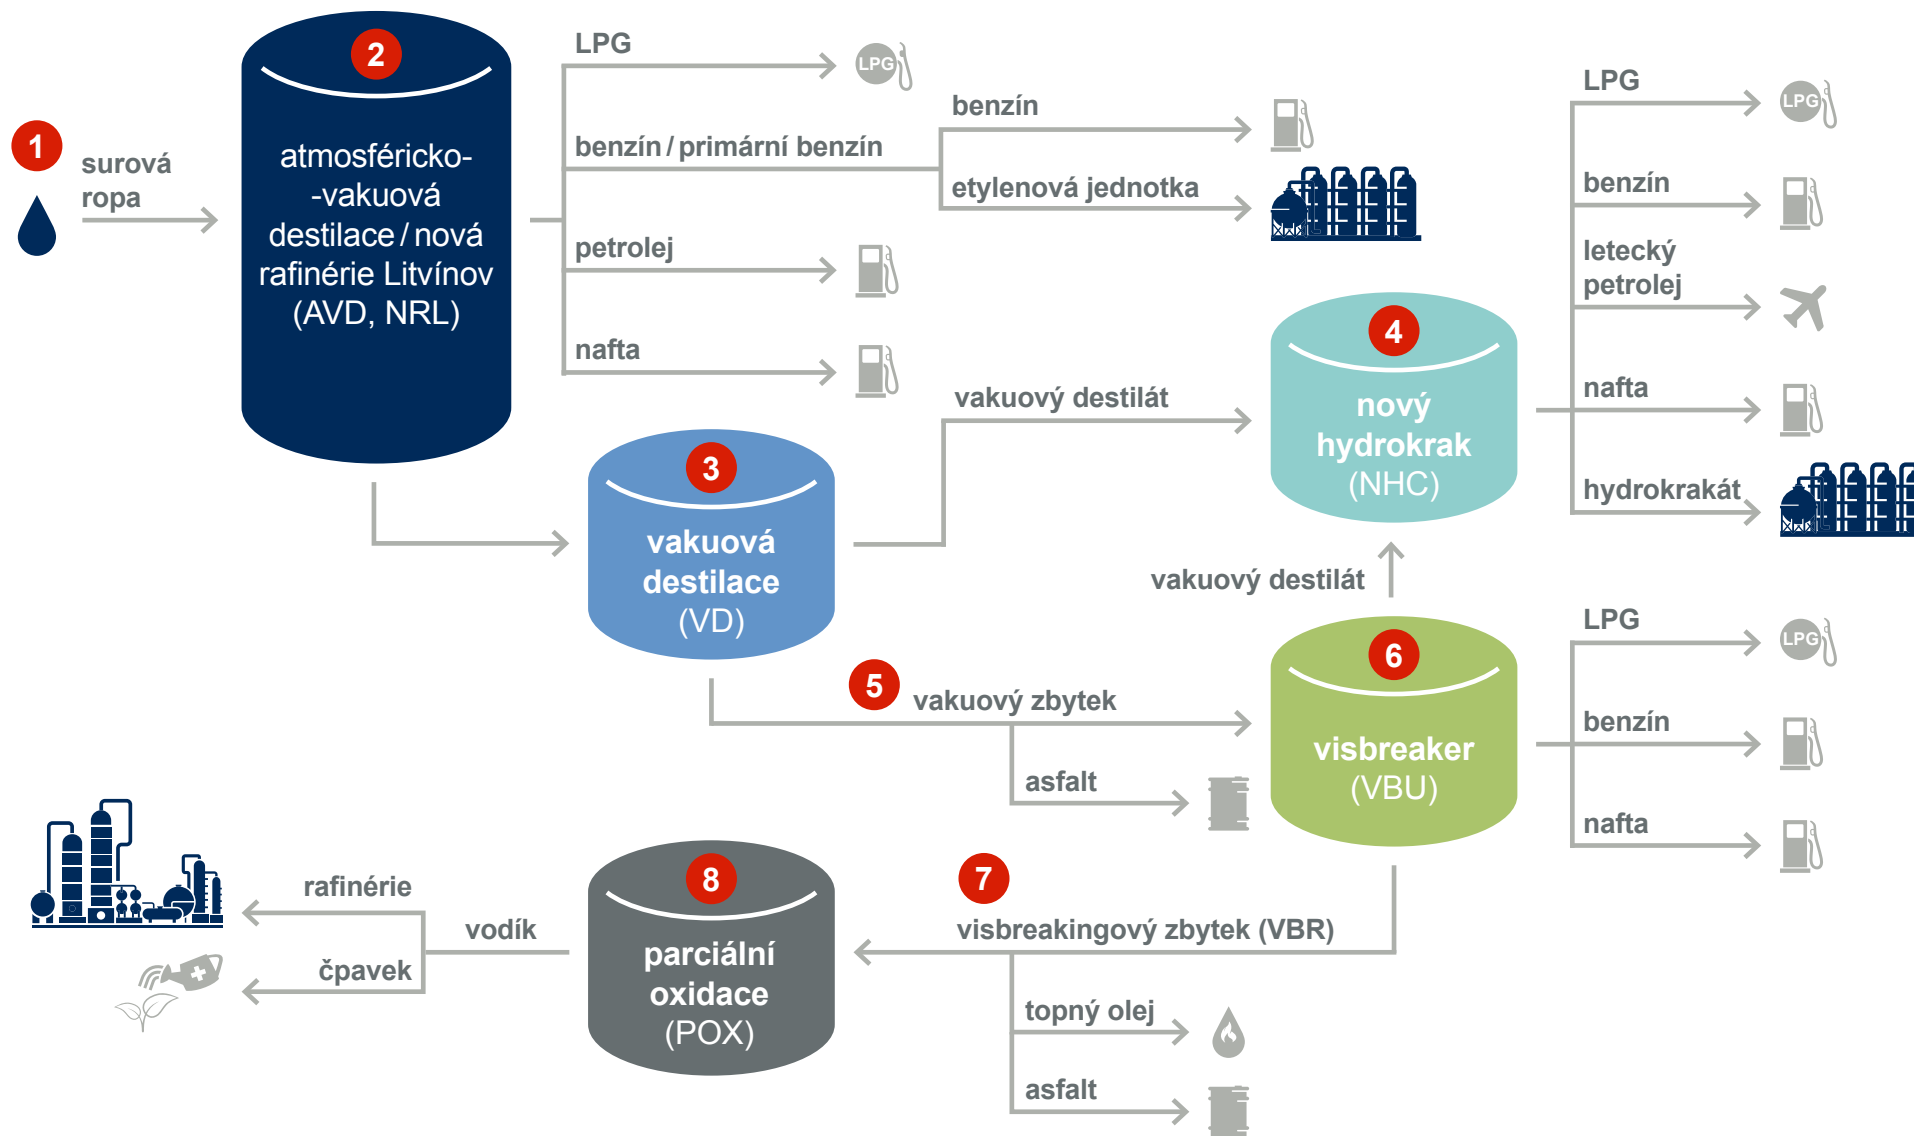 1
surová
ropa
2
atmosféricko-
-vakuová
destilace / nová
rafinérie Litvínov
(AVD, NRL)
LPG
LPG
benzín / primární benzín
benzín
etylenová jednotka
petrolej
nafta
3
vakuová
destilace
(VD)
vakuový destilát
4
nový
hydrokrak
(NHC)
LPG
LPG
benzín
letecký
petrolej
nafta
hydrokrakát
vakuový destilát
5
vakuový zbytek
asfalt
6
visbreaker
(VBU)
LPG
LPG
benzín
nafta
7
visbreakingový zbytek (VBR)
topný olej
asfalt
8
parciální
oxidace
(POX)
vodík
rafinérie
čpavek